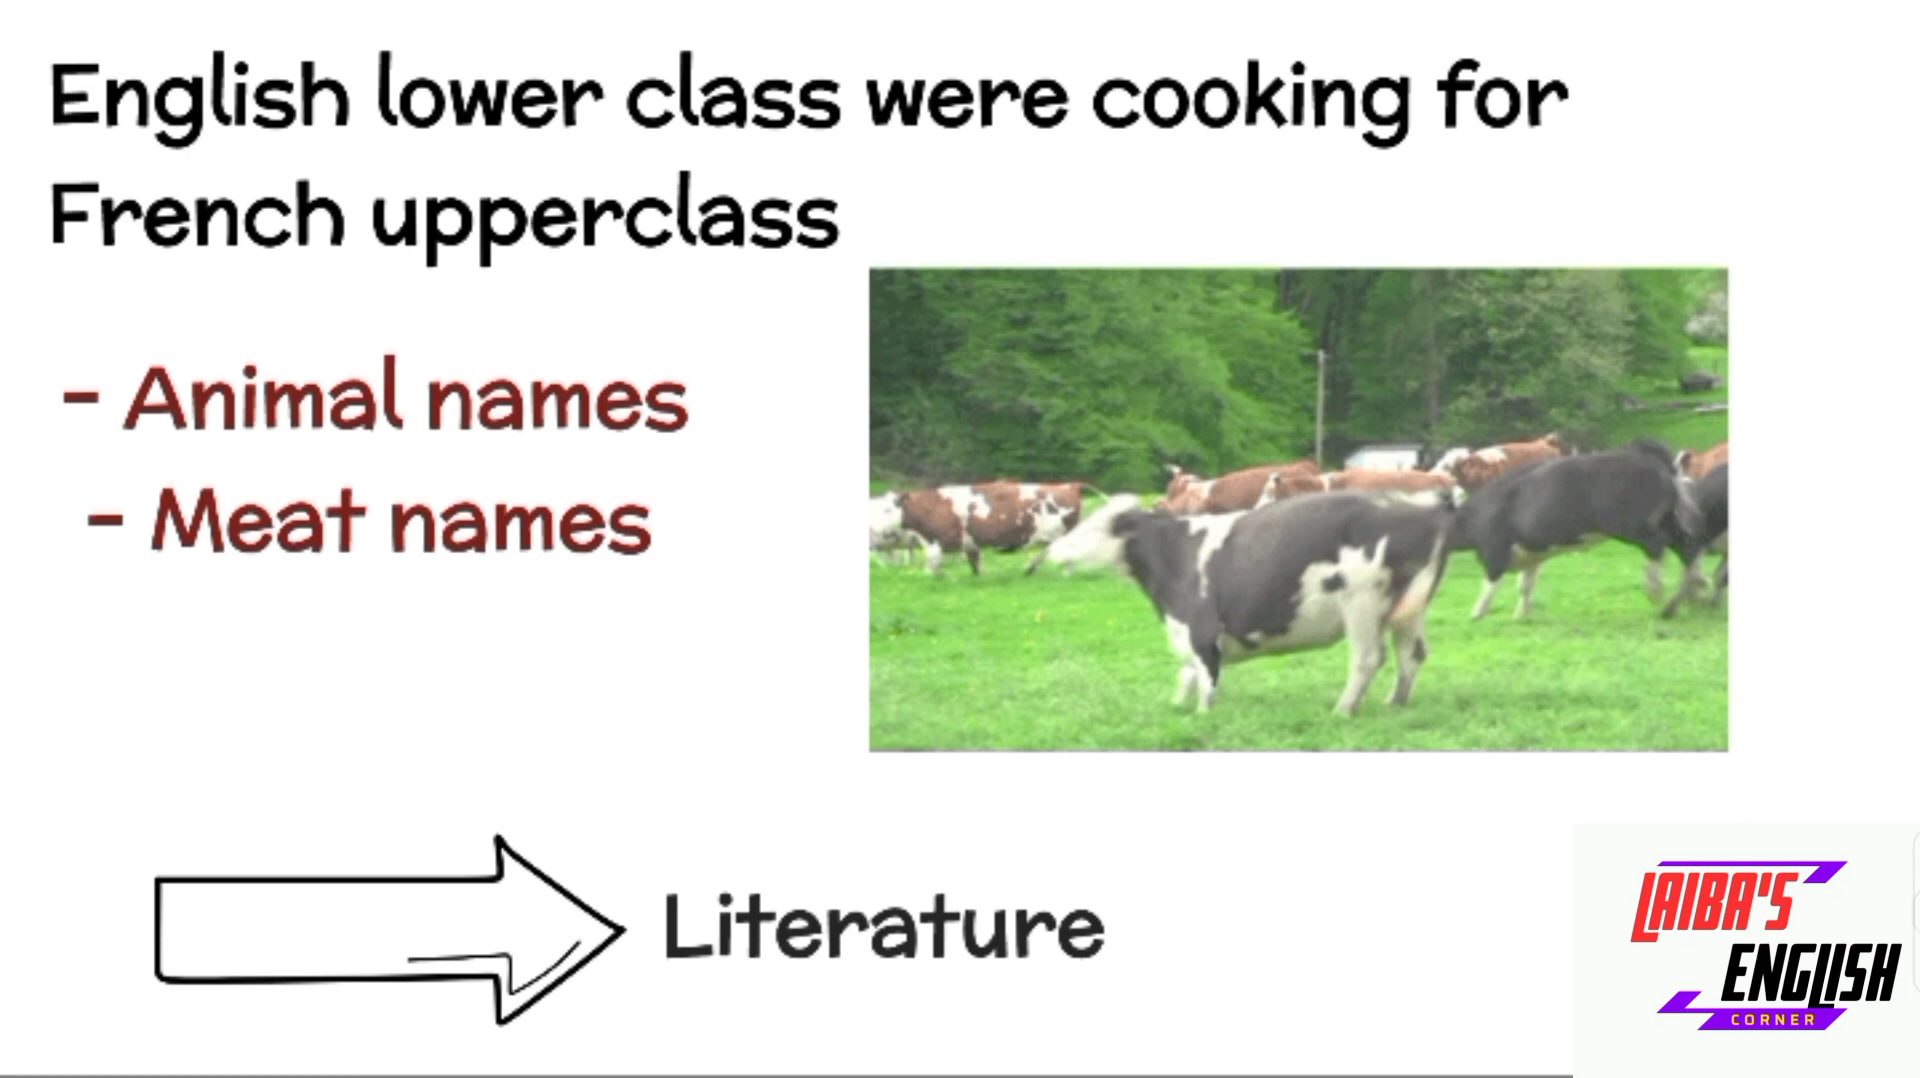 English lower class were cooking for
French upperclass
- Animal names
- Meat names
Literature
LAIBA'S
ENGLISH
CORNER